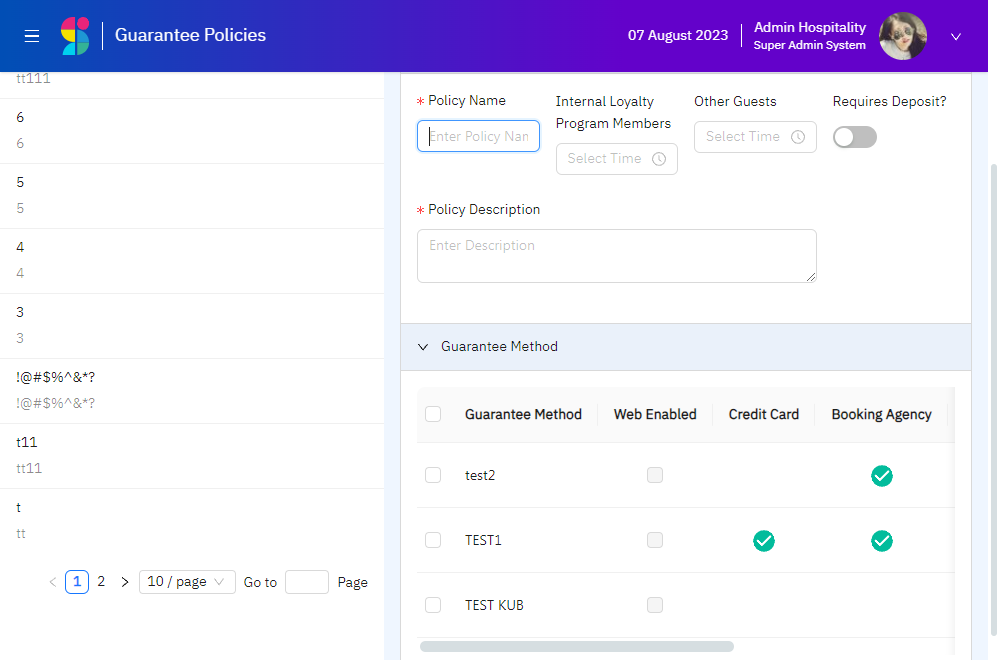 Guarantee Policies
07 August 2023
Admin Hospitality
Super Admin System
tt111
6
6
5
5
4
4
3
3
!@#$%^&*?
!@#$%^&*?
t11
tt11
t
tt
1 2 10 / page Go to Page
* Policy Name
Enter Policy Nan
Internal Loyalty
Program Members
Select Time
Other Guests
Select Time
Requires Deposit?
* Policy Description
Enter Description
Guarantee Method
Guarantee Method Web Enabled Credit Card Booking Agency
test2
TEST1
TEST KUB